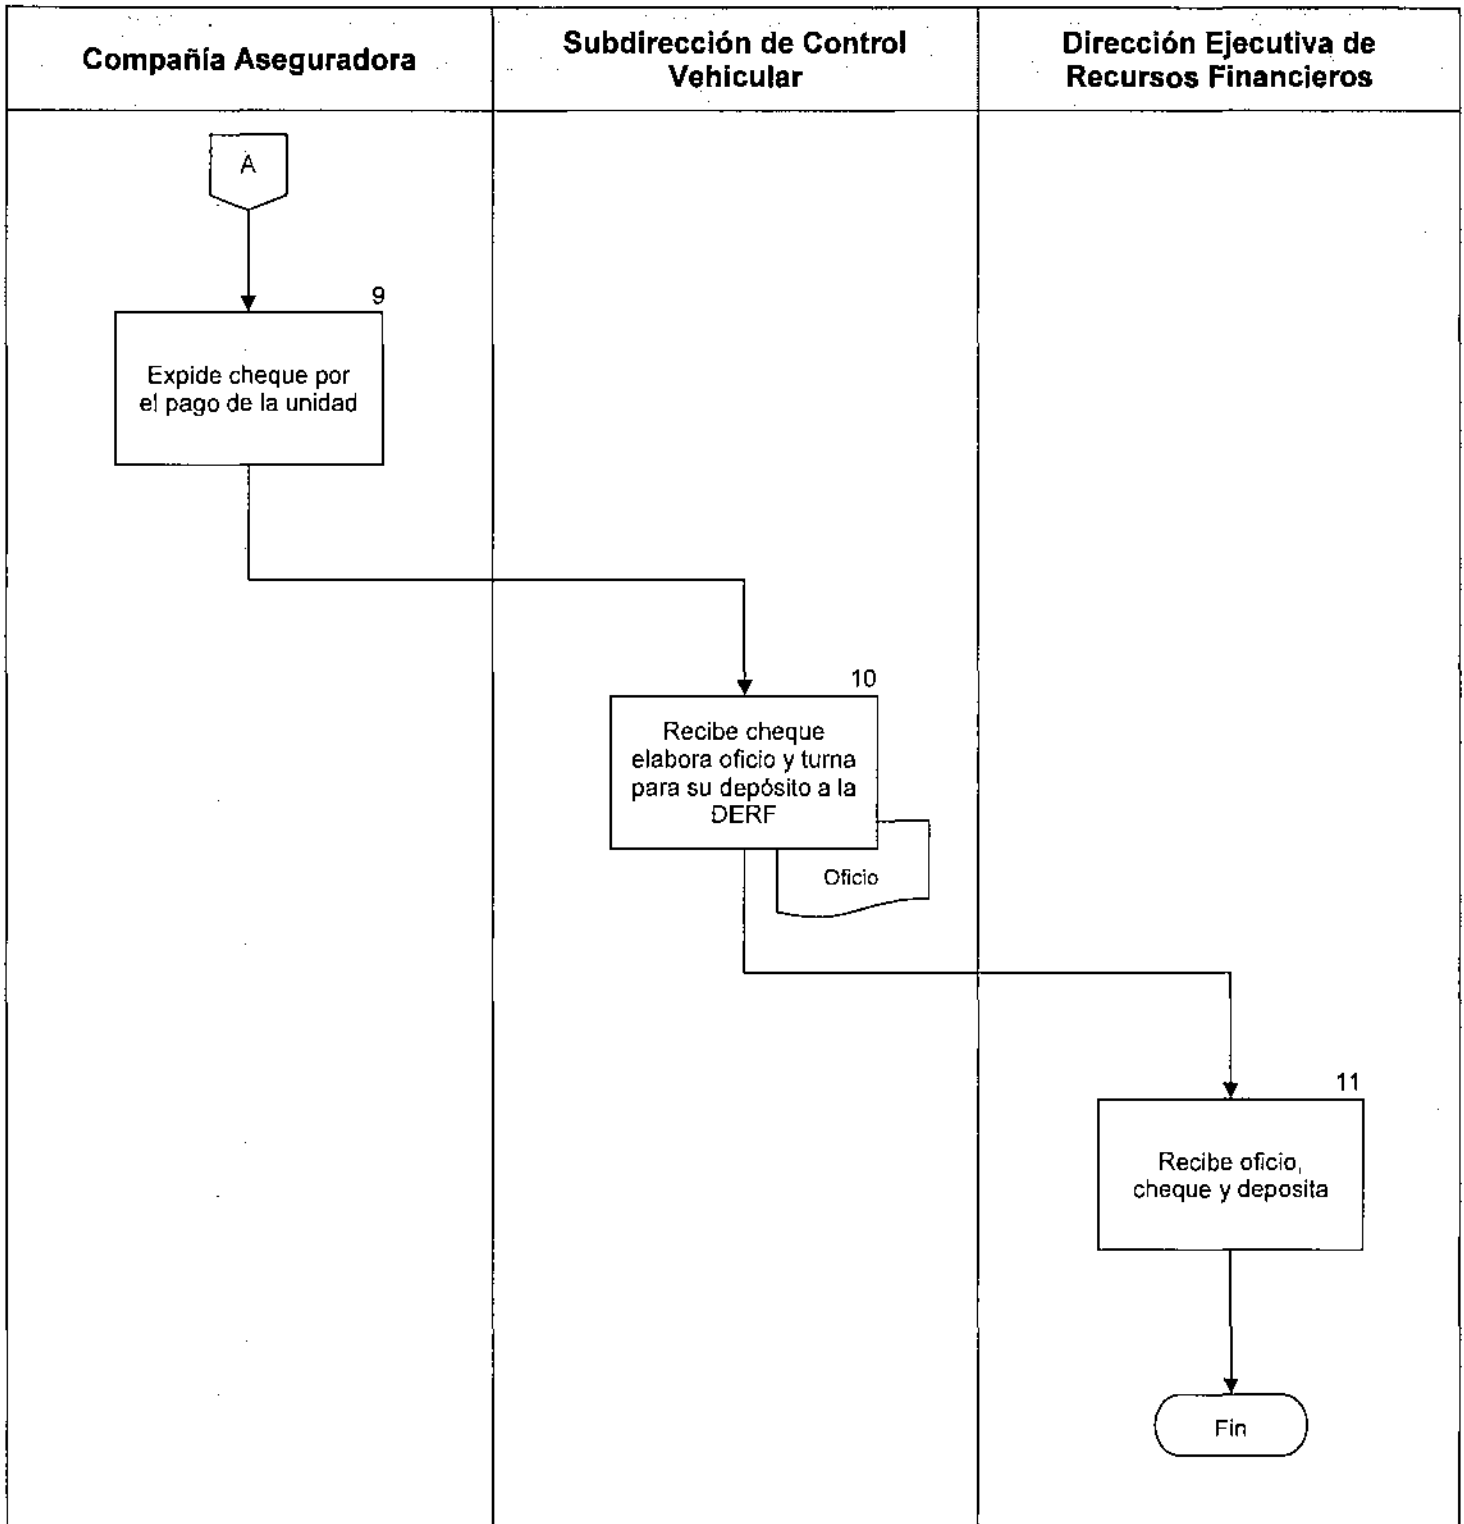 Compañía Aseguradora
Subdirección de Control
Vehicular
Dirección Ejecutiva de
Recursos Financieros
A
9
Expide cheque por
el pago de la unidad
10
Recibe cheque
elabora oficio y turna
para su depósito a la
DERF
Oficio
11
Recibe oficio,
cheque y deposita
Fin